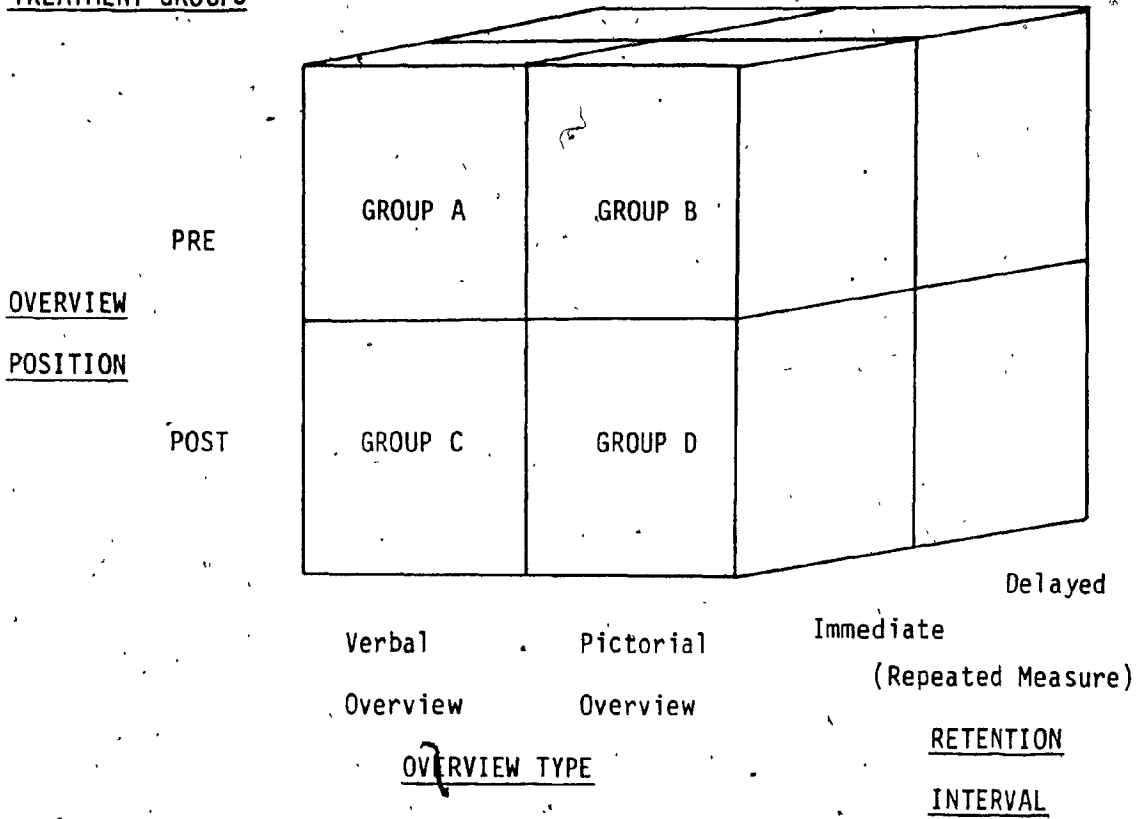 TREATMENT GROUPS
GROUP A
GROUP B
PRE
OVERVIEW
POSITION
POST
GROUP C
GROUP D
Delayed
Verbal
Pictorial
Immediate
(Repeated Measure)
Overview
Overview
RETENTION
OVERVIEW TYPE
INTERVAL